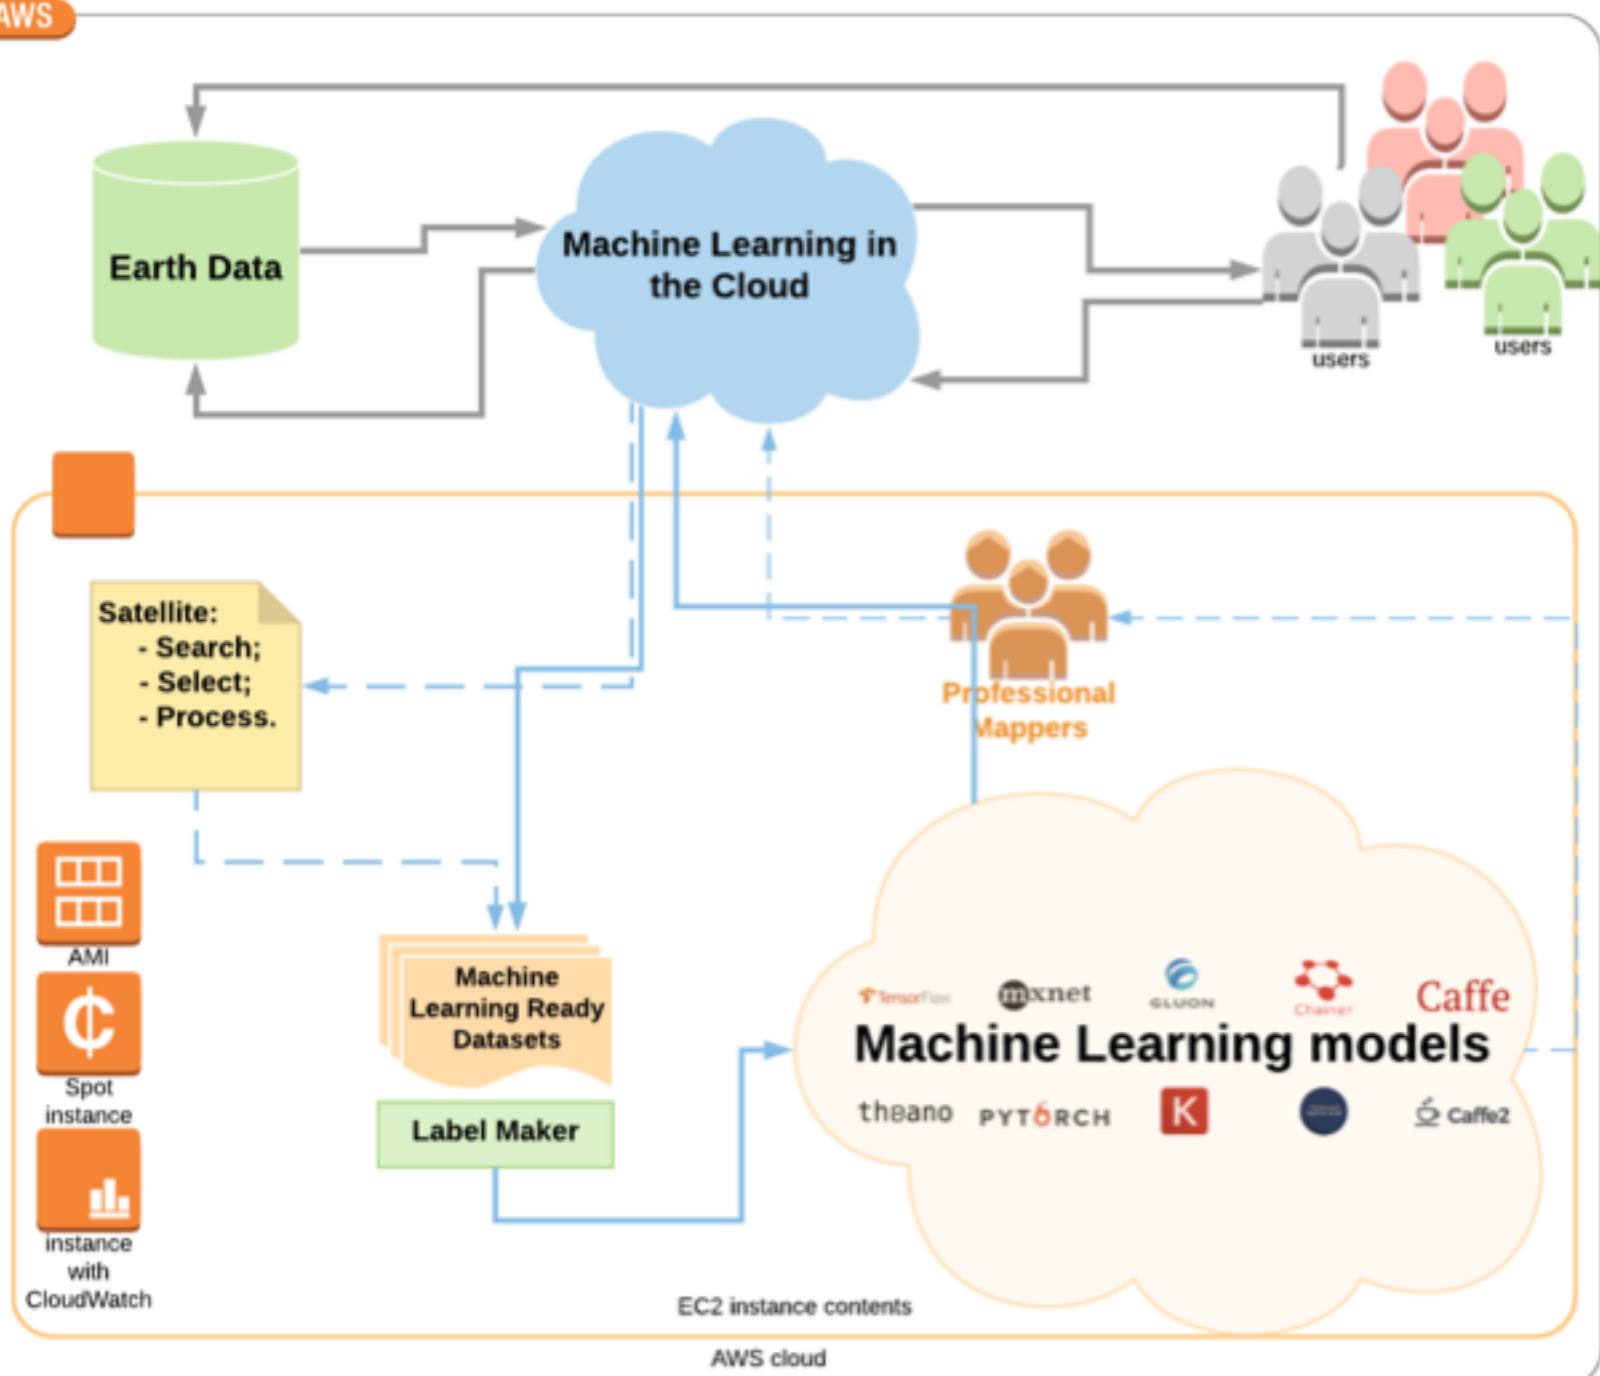 AWS
Earth Data
Machine Learning in
the Cloud
users
users
Satellite:
- Search;
- Select;
- Process.
Professional
Mappers
AMI
Spot
instance
instance
with
CloudWatch
Machine
Learning Ready
Datasets
Label Maker
TensorFlow
mxnet
GLUON
Chainer
Caffe
Machine Learning models
theano
PYTORCH
K
Caffe2
EC2 instance contents
AWS cloud